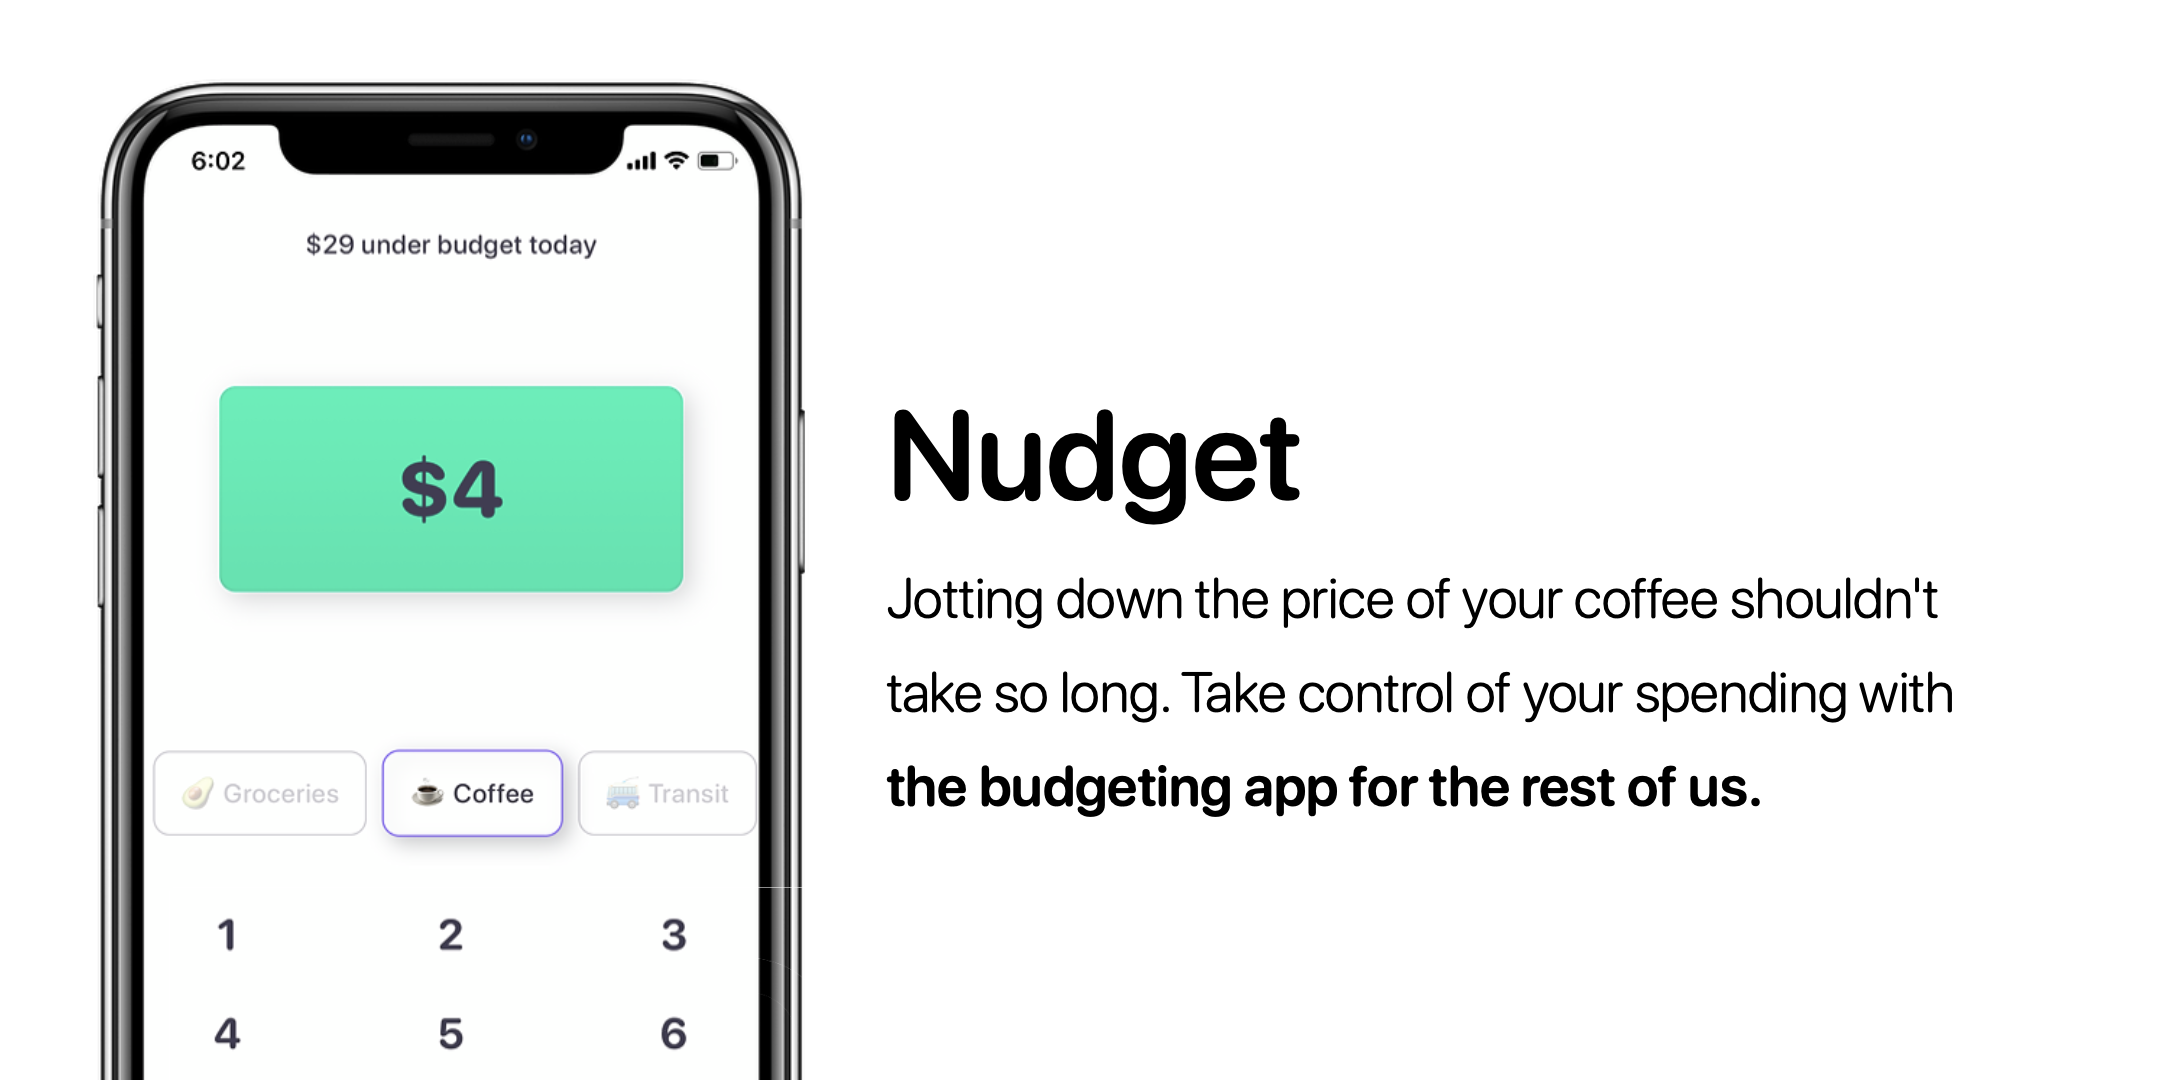 6:02
$29 under budget today
$4
Groceries
Coffee
Transit
1 2 3
4 5 6
Nudget
Jotting down the price of your coffee shouldn't
take so long. Take control of your spending with
the budgeting app for the rest of us.